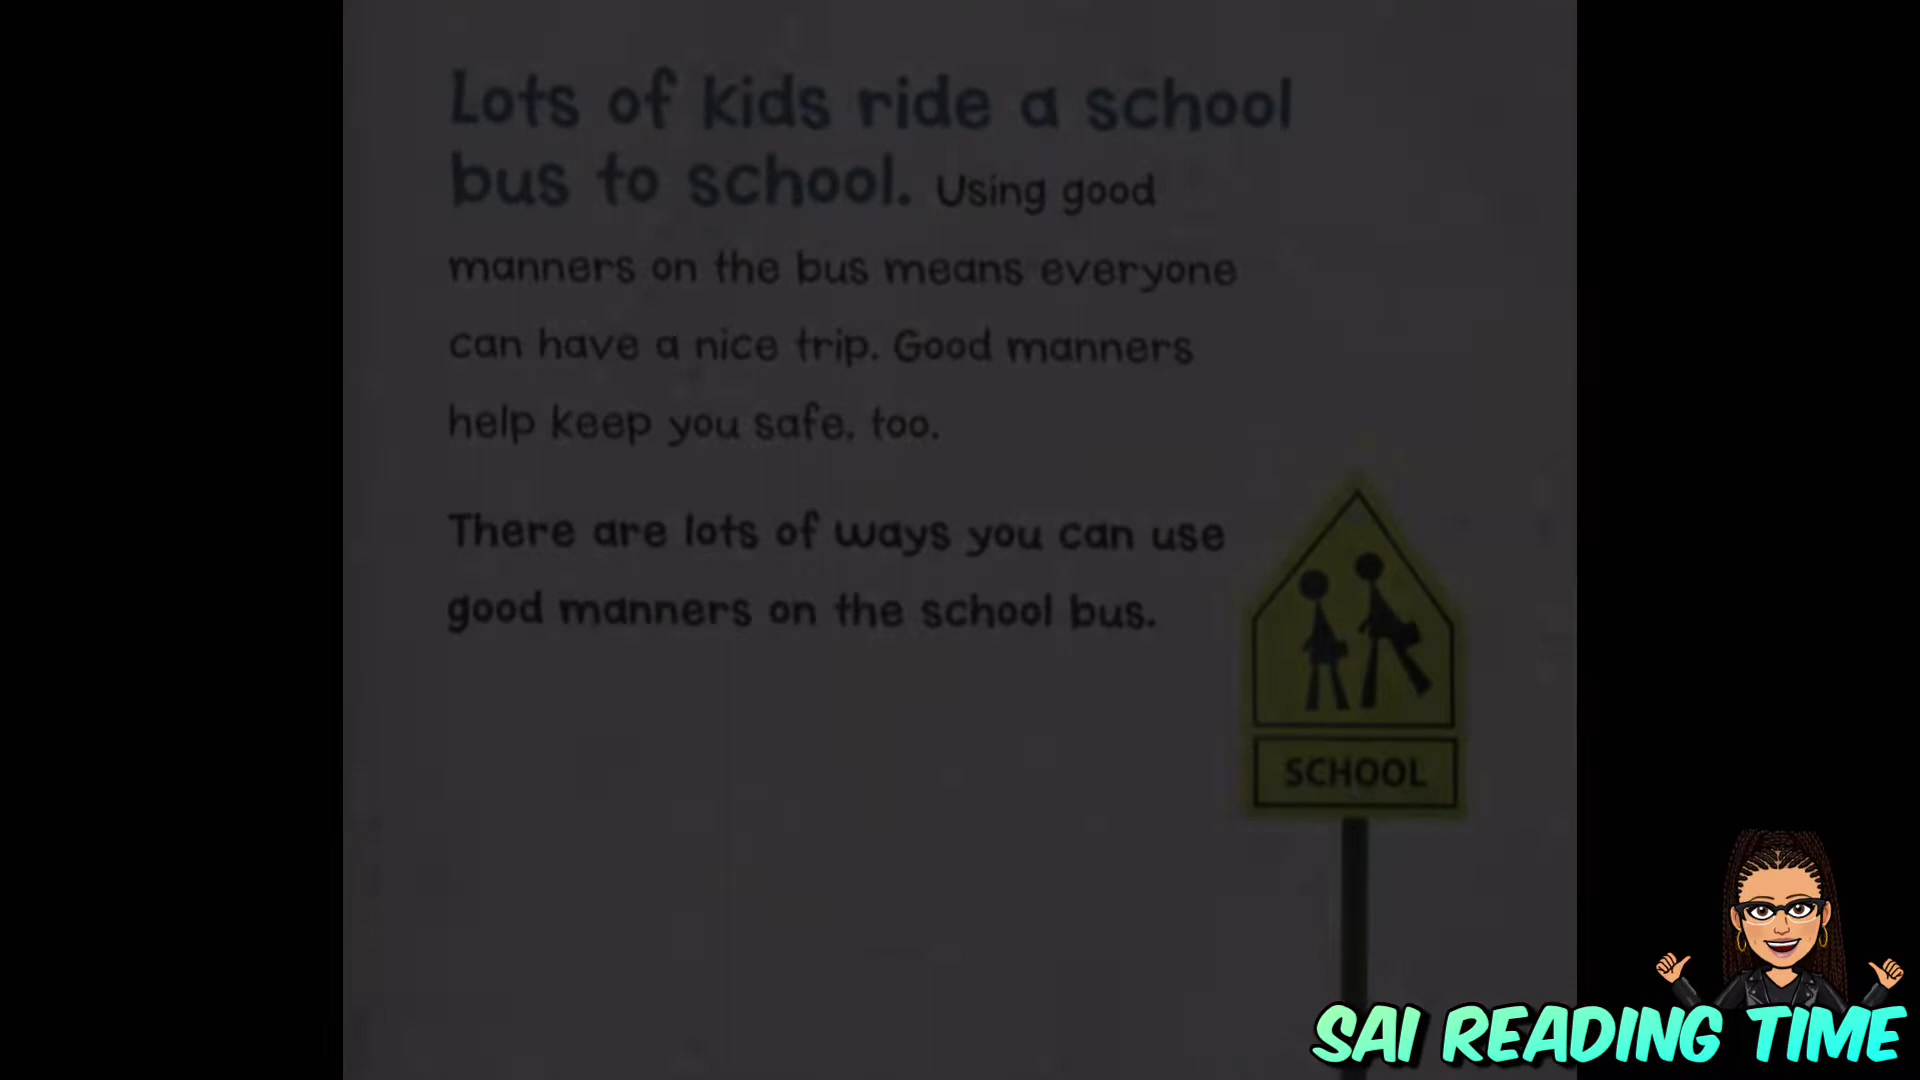 Lots of kids ride a school
bus to school. Using good
manners on the bus means everyone
can have a nice trip. Good manners
help keep you safe, too.
There are lots of ways you can use
good manners on the school bus.
SCHOOL
SAI READING TIME